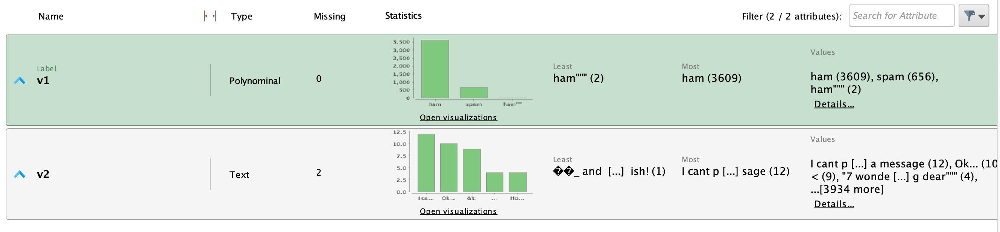 Name Type Missing Statistics Filter (2 / 2 attributes): Search for Attribute.
Label
v1
Polynominal
0
3,500
3,000
2,500
2,000
1,500
1,000
500
0
ham spam ham"""
Open visualizations
Least
ham""" (2)
Most
ham (3609)
Values
ham (3609), spam (656),
ham""" (2)
Details...
v2
Text
2
12.5
10.0
7.5
5.0
2.5
0.0
I ca... Ok... &lt; ... Ho...
Open visualizations
Least
��_ and [...] ish! (1)
Most
I cant p [...] sage (12)
Values
I cant p [...] a message (12), Ok... (10
< (9), "7 wonde [...] g dear""" (4),
...[3934 more]
Details...